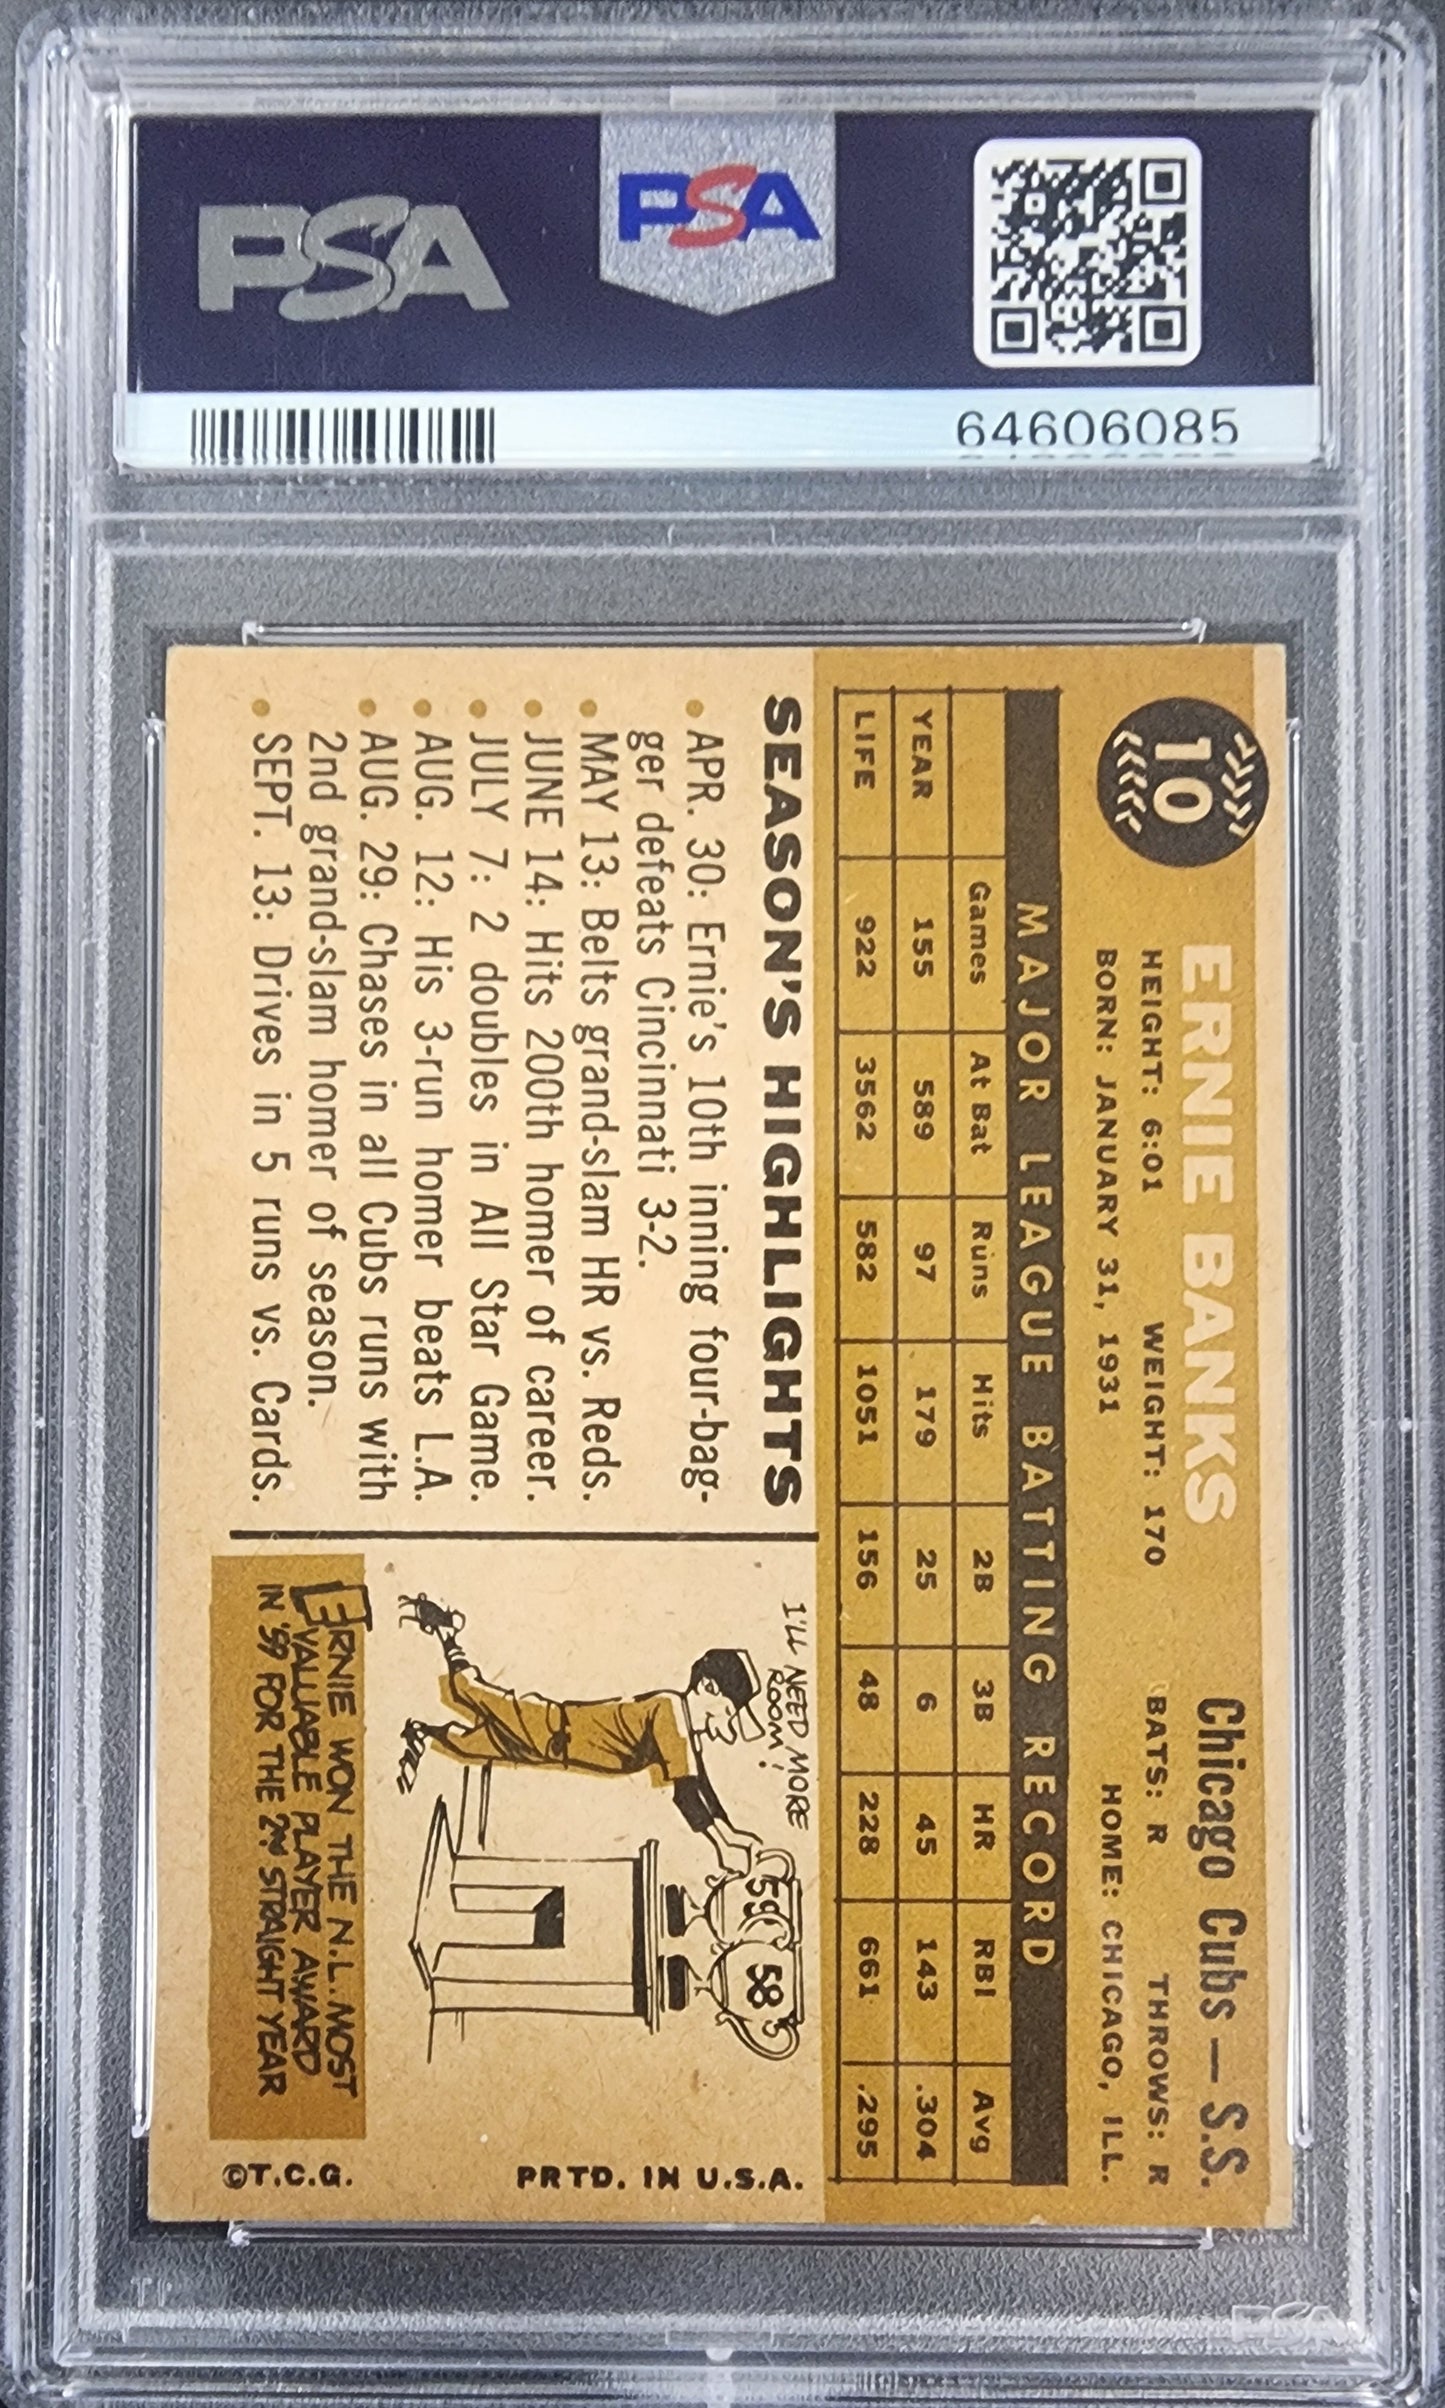 PSA
PSA
64606085
10
ERNIE BANKS
Chicago Cubs — S.S.
HEIGHT: 6:01 WEIGHT: 170 BATS: R THROWS: R
BORN: JANUARY 31, 1931 HOME: CHICAGO, ILL.
MAJOR LEAGUE BATTING RECORD
Games At Bat Runs Hits 2B 3B HR RBI Avg
YEAR 155 589 97 179 25 6 45 143 .304
LIFE 922 3562 582 1051 156 48 228 661 .295
SEASON'S HIGHLIGHTS
• APR. 30: Ernie's 10th inning four-bag-
ger defeats Cincinnati 3-2.
• MAY 13: Belts grand-slam HR vs. Reds.
• JUNE 14: Hits 200th homer of career.
• JULY 7: 2 doubles in All Star Game.
• AUG. 12: His 3-run homer beats L.A.
• AUG. 29: Chases in all Cubs runs with
2nd grand-slam homer of season.
• SEPT. 13: Drives in 5 runs vs. Cards.
I'LL NEED MORE
ROOM!
59
58
ERNIE WON THE N.L. MOST
VALUABLE PLAYER AWARD
IN '59 FOR THE 2ND STRAIGHT YEAR
©T.C.G.
PRTD. IN U.S.A.
PSA